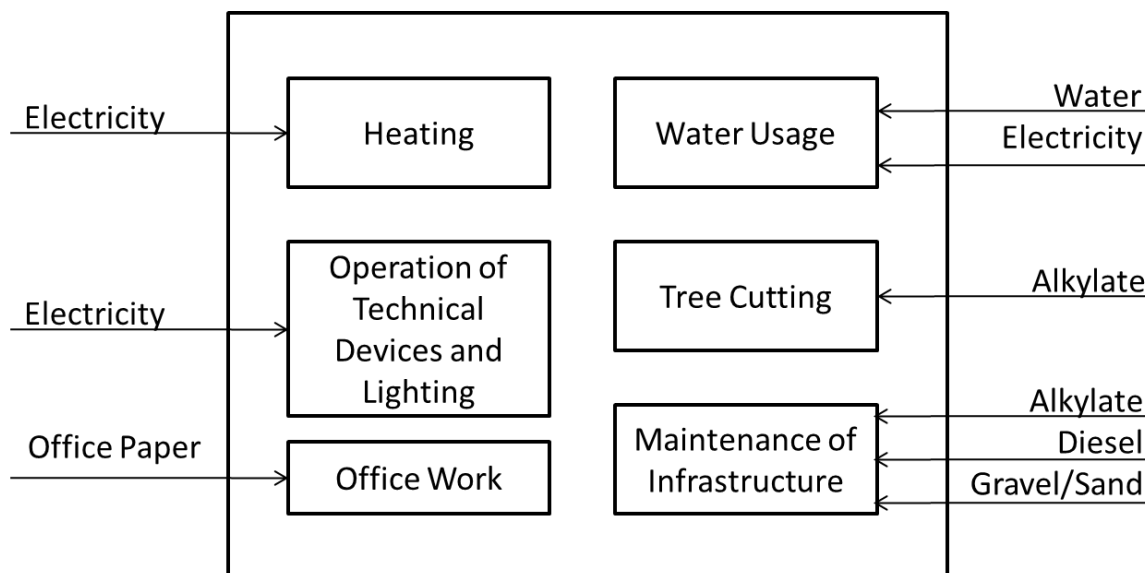 Electricity
Heating
Water Usage
Water
Electricity
Electricity
Operation of
Technical
Devices and
Lighting
Tree Cutting
Alkylate
Office Paper
Office Work
Maintenance of
Infrastructure
Alkylate
Diesel
Gravel/Sand